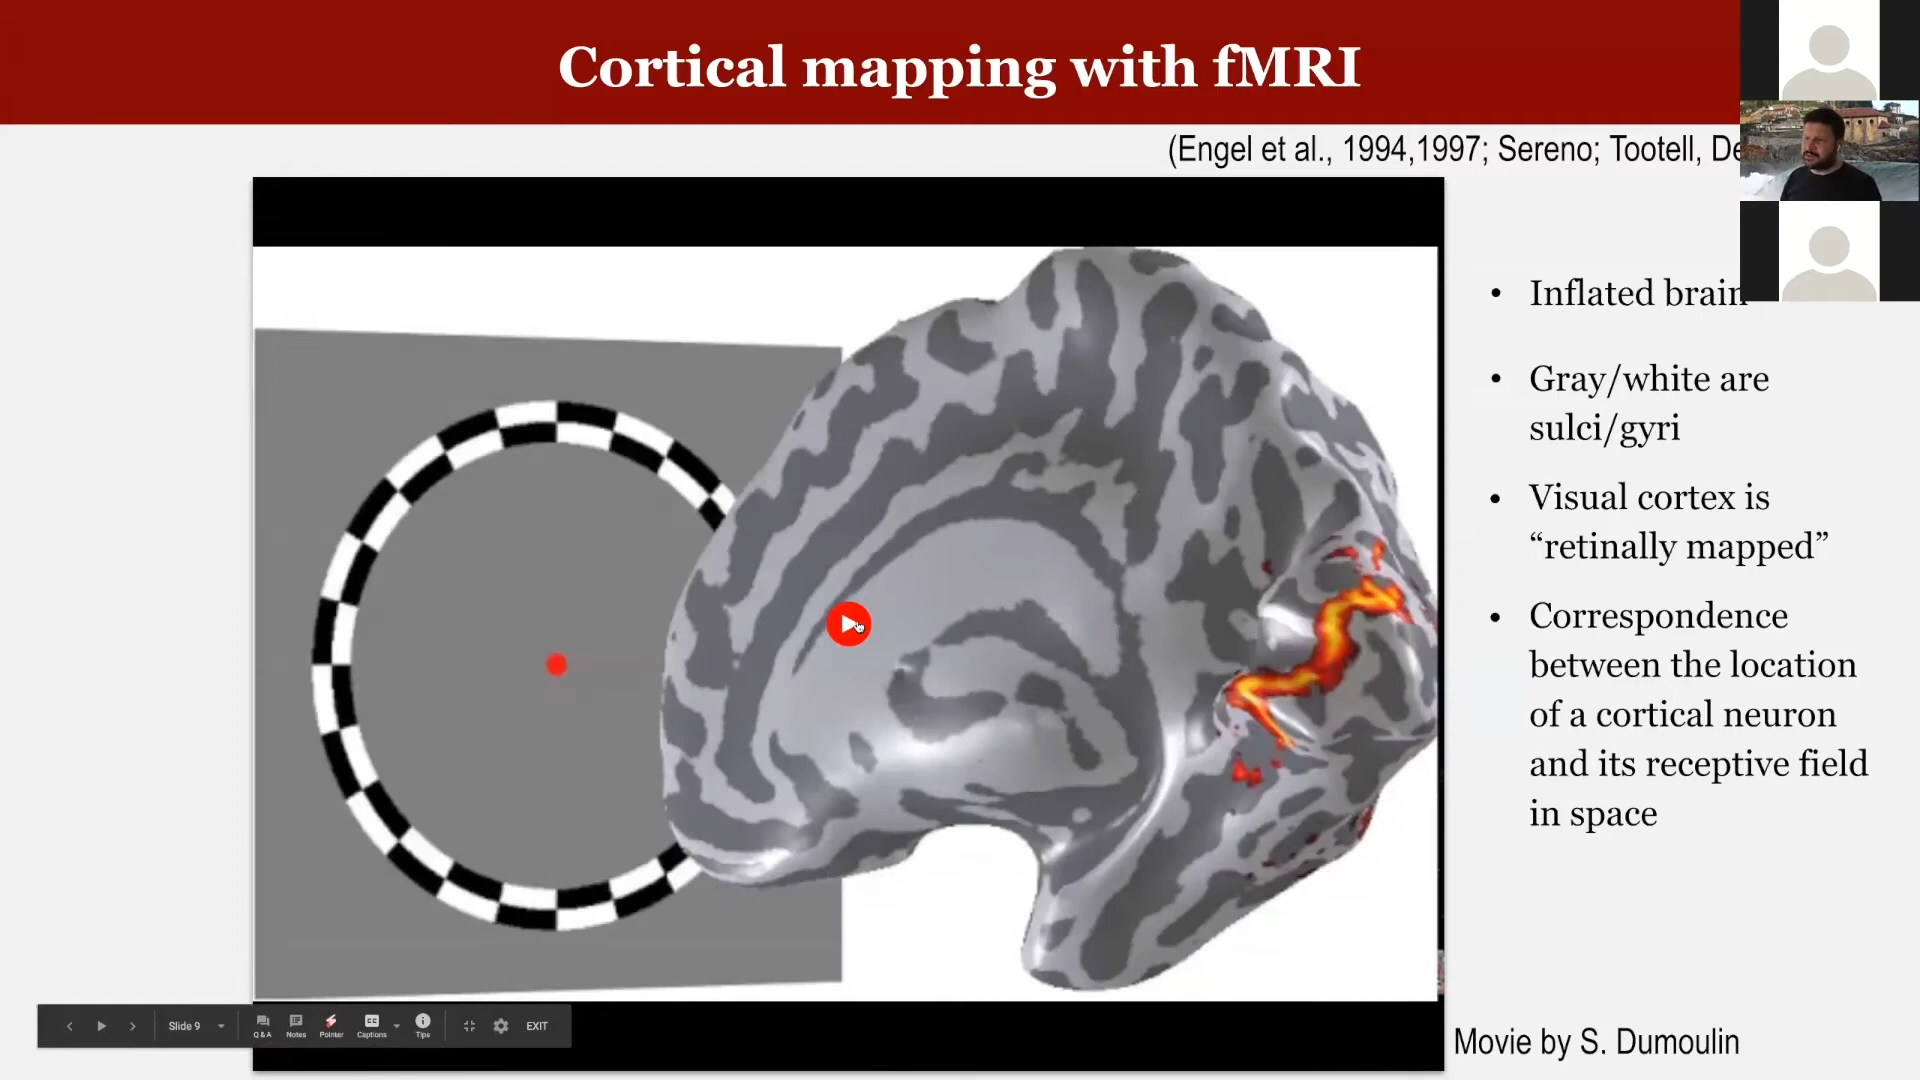 Cortical mapping with fMRI
(Engel et al., 1994,1997; Sereno; Tootell,
• Inflated brain
• Gray/white are
sulci/gyri
• Visual cortex is
“retinally mapped”
• Correspondence
between the location
of a cortical neuron
and its receptive field
in space
Slide 9
Q & A
Notes
Pointer
CC
Captions
Tips
EXIT
Movie by S. Dumoulin